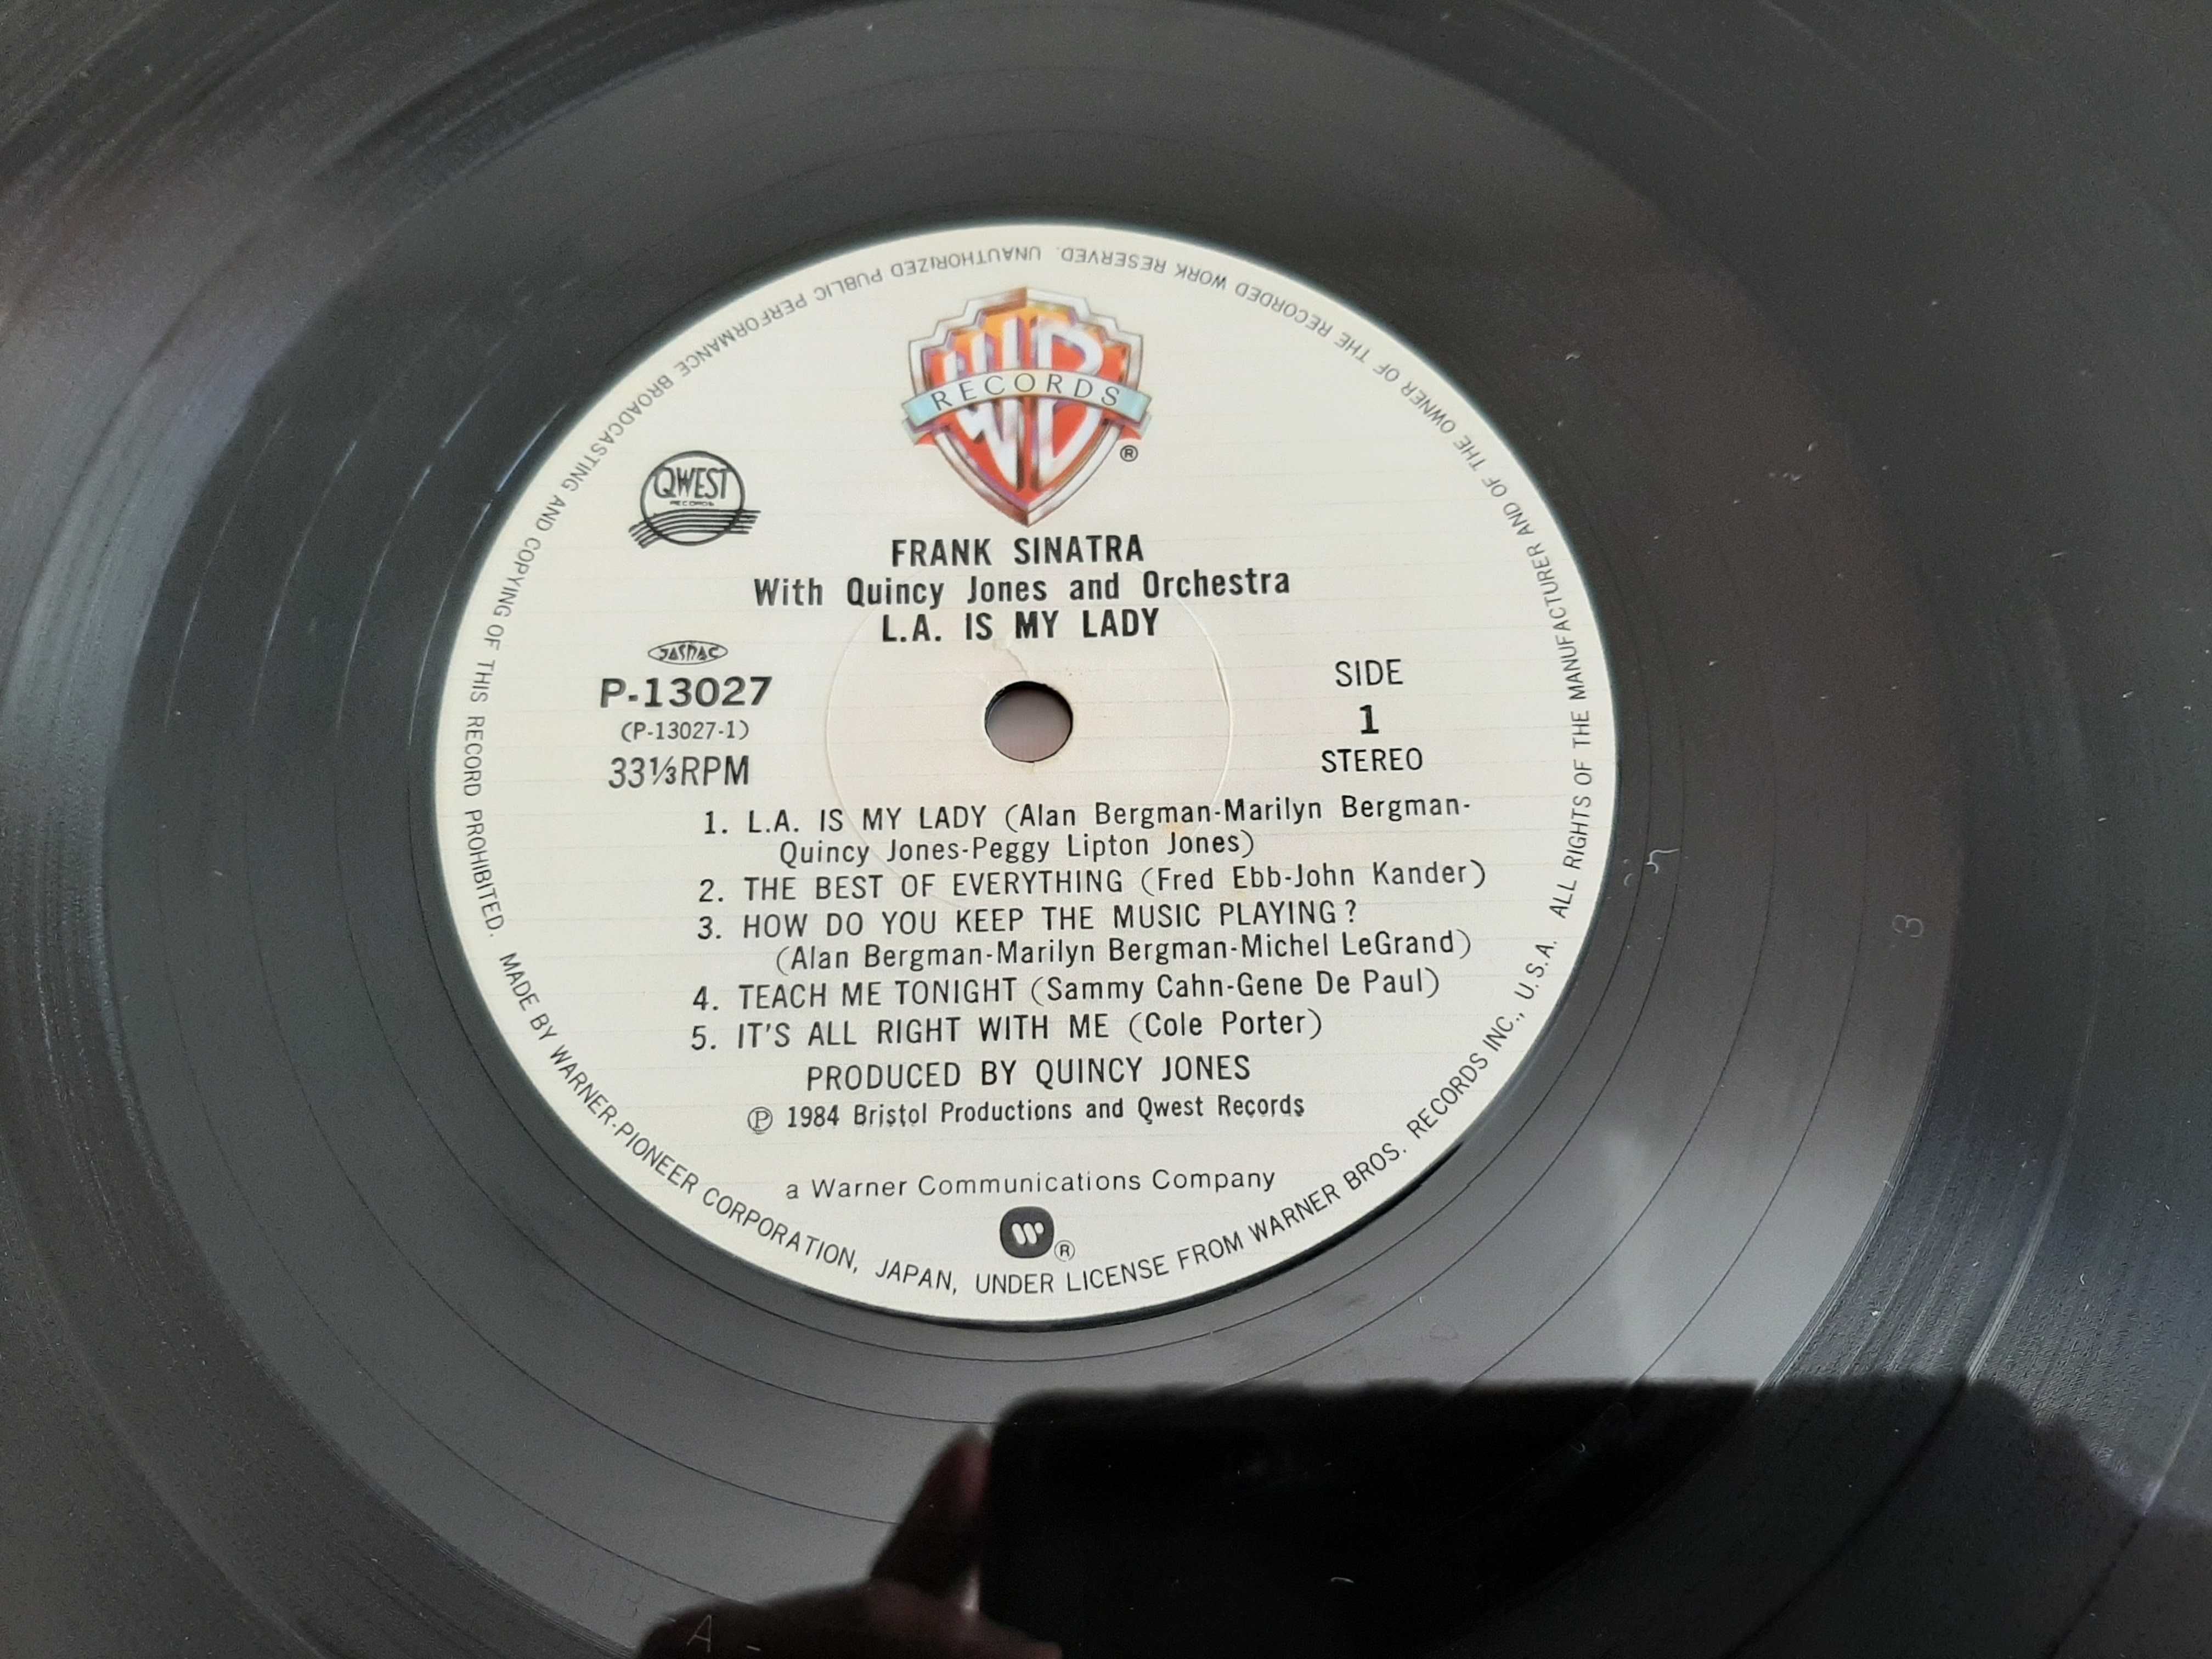 WB
RECORDS
®
QWEST
RECORDS
FRANK SINATRA
With Quincy Jones and Orchestra
L.A. IS MY LADY
JASRAC
P-13027
(P-13027-1)
33⅓RPM
SIDE
1
STEREO
1. L.A. IS MY LADY (Alan Bergman-Marilyn Bergman-
Quincy Jones-Peggy Lipton Jones)
2. THE BEST OF EVERYTHING (Fred Ebb-John Kander)
3. HOW DO YOU KEEP THE MUSIC PLAYING?
(Alan Bergman-Marilyn Bergman-Michel LeGrand)
4. TEACH ME TONIGHT (Sammy Cahn-Gene De Paul)
5. IT'S ALL RIGHT WITH ME (Cole Porter)
PRODUCED BY QUINCY JONES
Ⓟ 1984 Bristol Productions and Qwest Records
a Warner Communications Company
W®
MADE BY WARNER-PIONEER CORPORATION, JAPAN, UNDER LICENSE FROM WARNER BROS. RECORDS INC., U.S.A. ALL RIGHTS OF THE MANUFACTURER AND OF THE OWNER OF THE RECORDED WORK RESERVED. UNAUTHORIZED PUBLIC PERFORMANCE BROADCASTING AND COPYING OF THIS RECORD PROHIBITED.